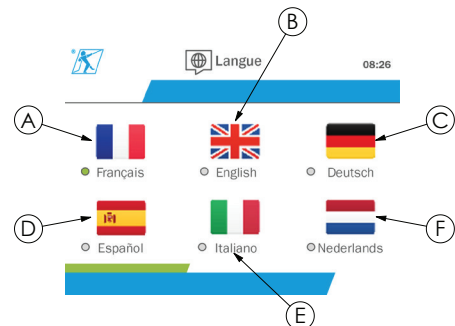 B
Langue 08:26
A C
Français English Deutsch
D F
Español Italiano Nederlands
E